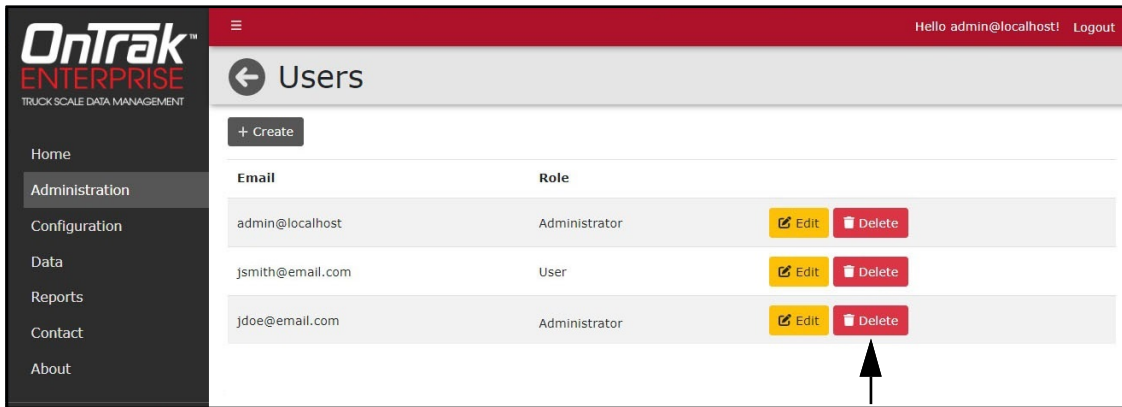 OnTrak™
ENTERPRISE
TRUCK SCALE DATA MANAGEMENT
Home
Administration
Configuration
Data
Reports
Contact
About
Hello admin@localhost! Logout
Users
+ Create
Email Role
admin@localhost Administrator Edit Delete
jsmith@email.com User Edit Delete
jdoe@email.com Administrator Edit Delete